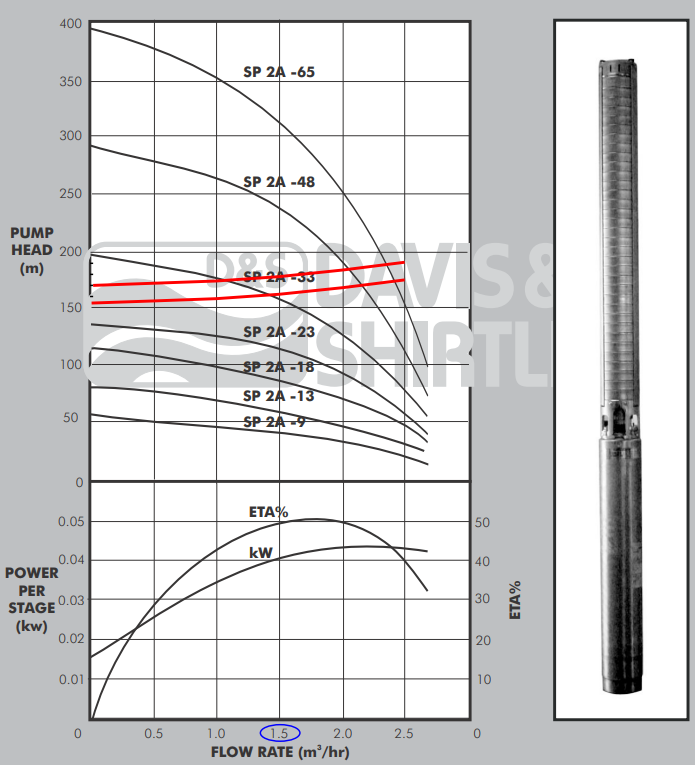 400
350
300
250
200
150
100
50
0
PUMP
HEAD
(m)
SP 2A -65
SP 2A -48
SP 2A -33
SP 2A -23
SP 2A -18
SP 2A -13
SP 2A -9
D&S
DAVIS &
SHIRTL
ETA%
kW
0.05
0.04
0.03
0.02
0.01
POWER
PER
STAGE
(kw)
50
40
30
20
10
ETA%
0 0.5 1.0 1.5 2.0 2.5 0
FLOW RATE (m³/hr)